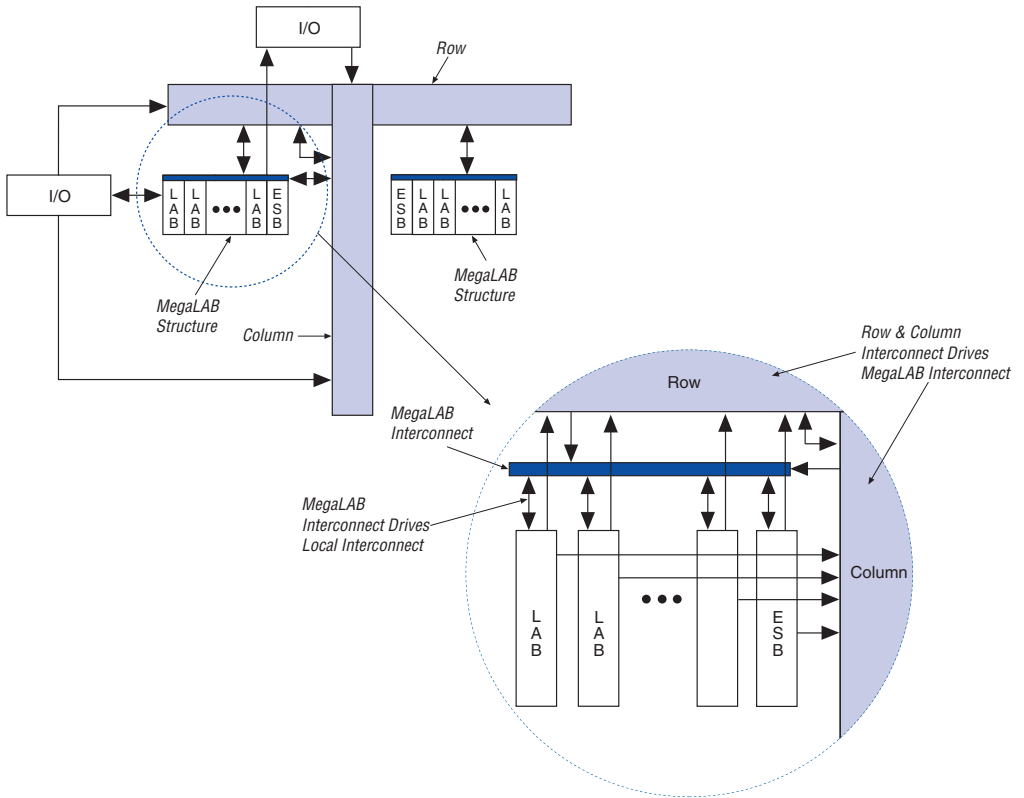 I/O
Row
I/O
L
A
B
L
A
B
•••
L
A
B
E
S
B
E
S
B
L
A
B
L
A
B
•••
L
A
B
MegaLAB
Structure
MegaLAB
Structure
Column
Row & Column
Interconnect Drives
MegaLAB Interconnect
Row
MegaLAB
Interconnect
MegaLAB
Interconnect Drives
Local Interconnect
Column
L
A
B
L
A
B
•••
E
S
B